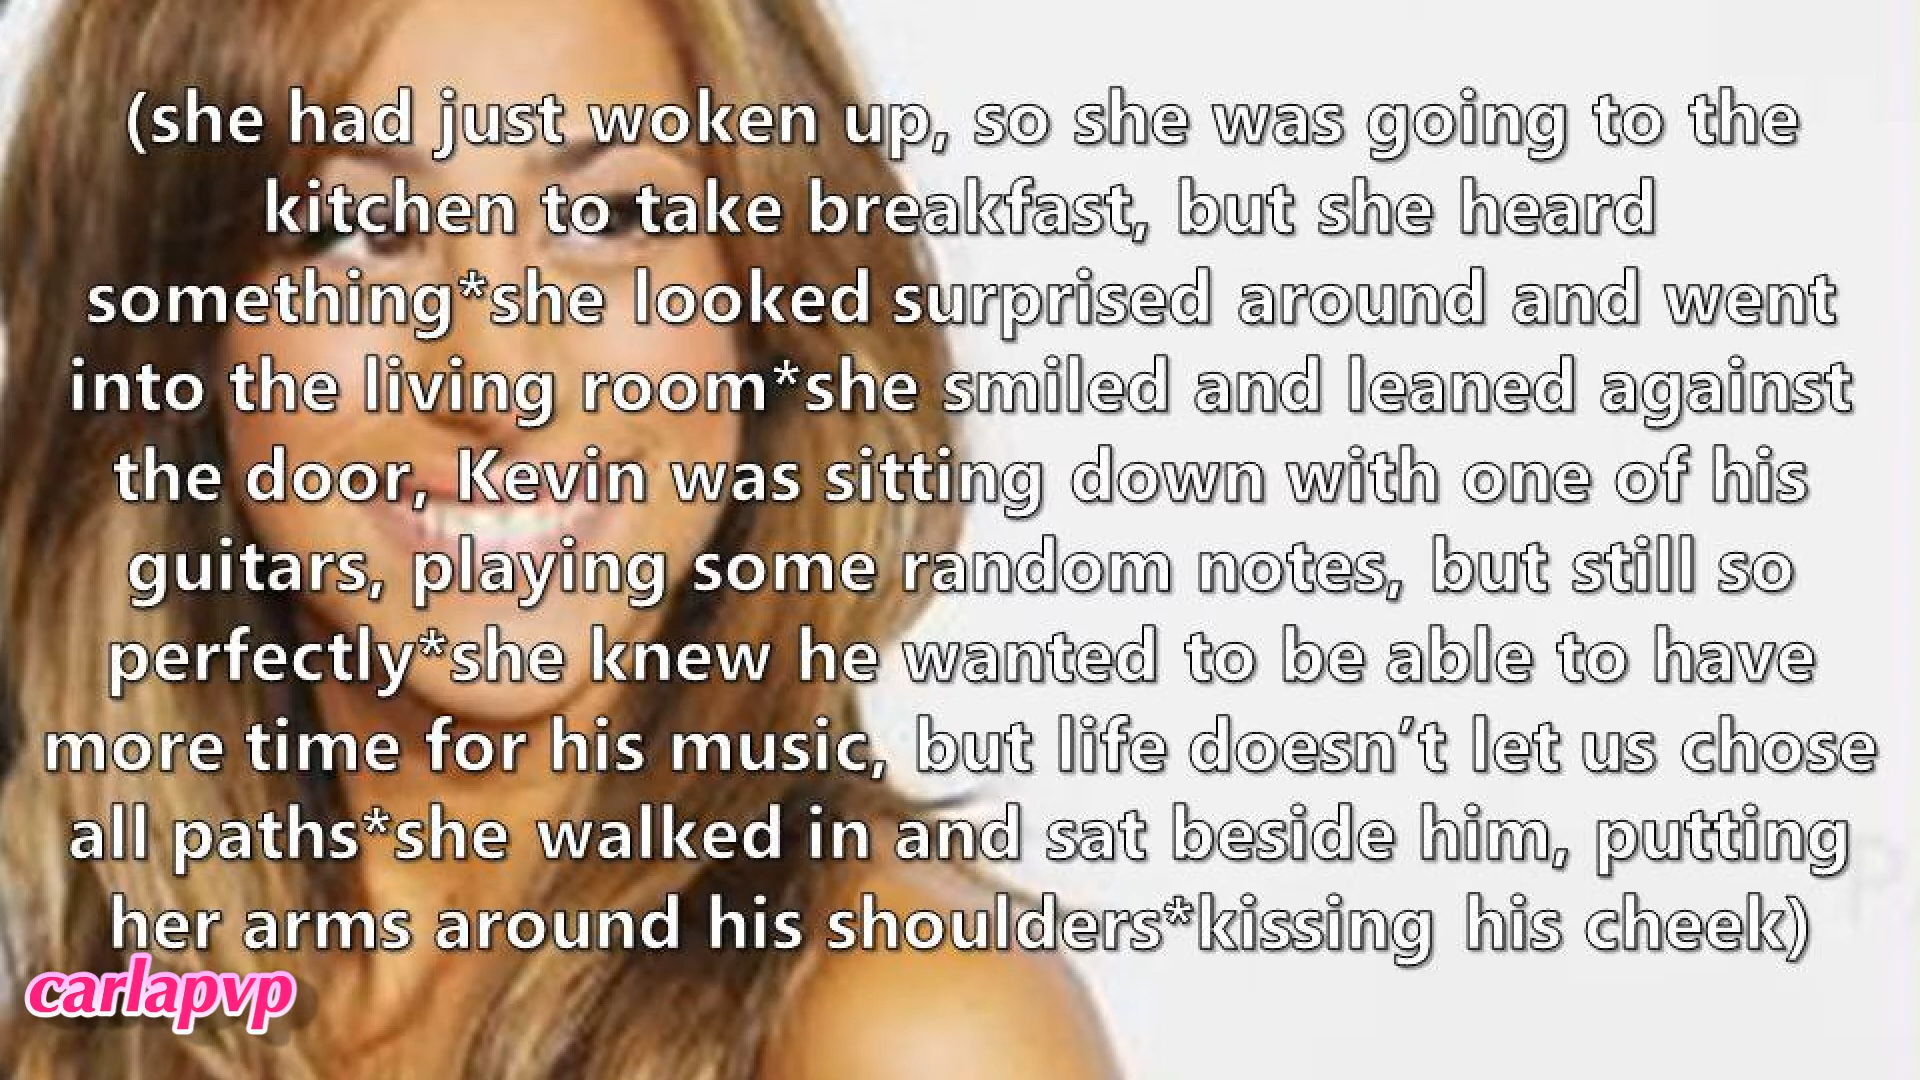 (she had just woken up, so she was going to the
kitchen to take breakfast, but she heard
something*she looked surprised around and went
into the living room*she smiled and leaned against
the door, Kevin was sitting down with one of his
guitars, playing some random notes, but still so
perfectly*she knew he wanted to be able to have
more time for his music, but life doesn’t let us chose
all paths*she walked in and sat beside him, putting
her arms around his shoulders*kissing his cheek)
carlapvp